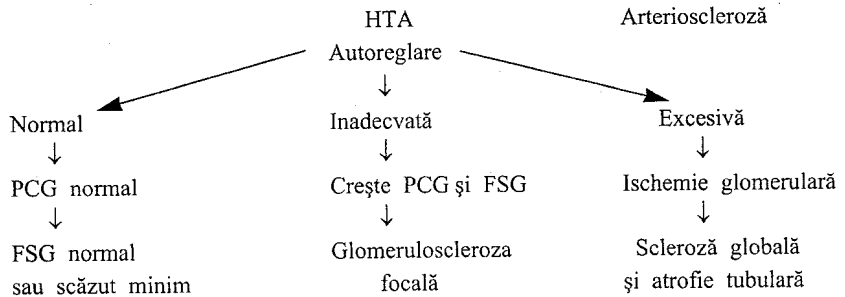 HTA Arterioscleroză
Autoreglare
Normal Inadecvată Excesivă
PCG normal Creşte PCG şi FSG Ischemie glomerulară
FSG normal Glomeruloscleroza Scleroză globală
sau scăzut minim focală şi atrofie tubulară